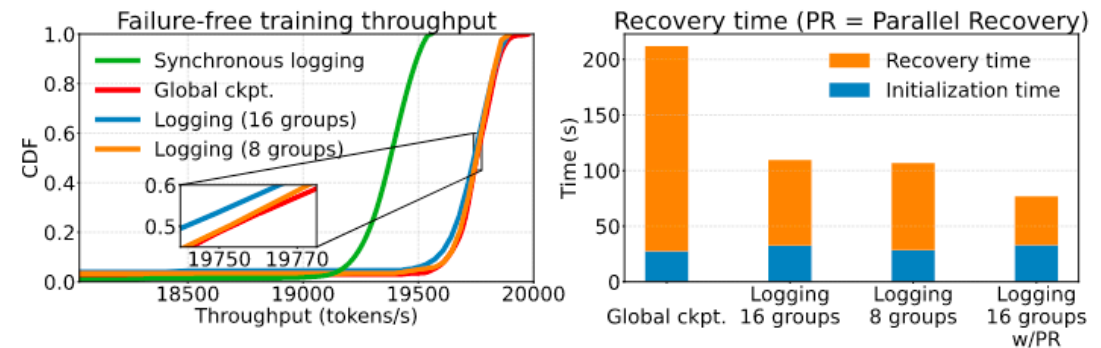 Failure-free training throughput
CDF
1.0
0.8
0.6
0.4
0.2
0.0
Synchronous logging
Global ckpt.
Logging (16 groups)
Logging (8 groups)
0.6
0.5
19750 19770
18500 19000 19500 20000
Throughput (tokens/s)
Recovery time (PR = Parallel Recovery)
Time (s)
200
150
100
50
0
Recovery time
Initialization time
Global ckpt.
Logging
16 groups
Logging
8 groups
Logging
16 groups
w/PR